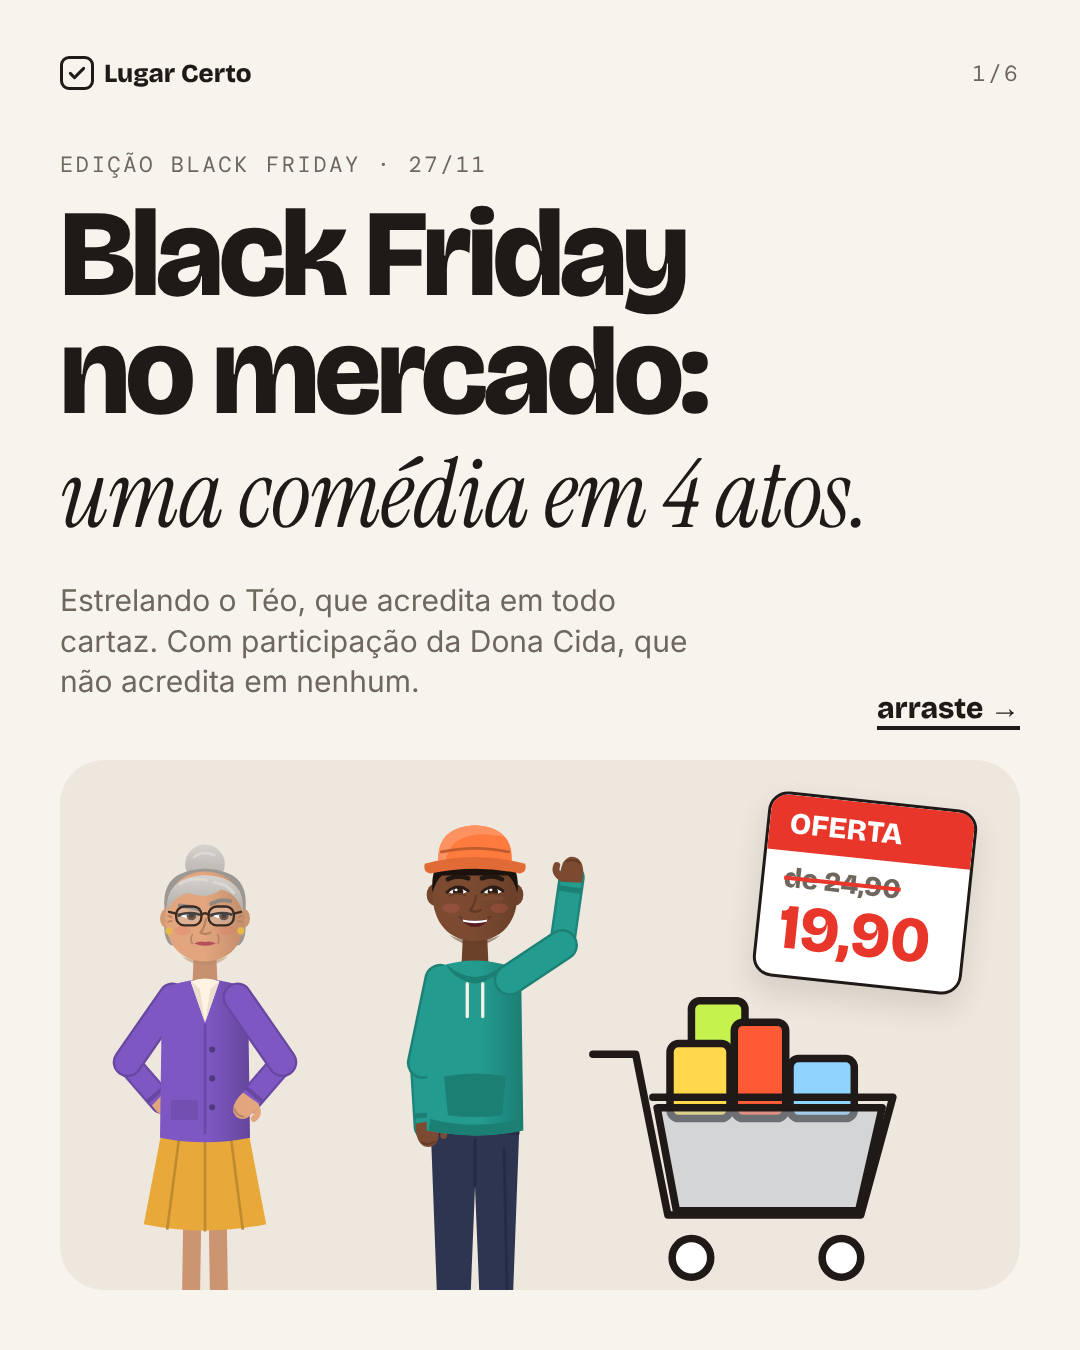 Lugar Certo
1/6
EDIÇÃO BLACK FRIDAY · 27/11
Black Friday
no mercado:
uma comédia em 4 atos.
Estrelando o Téo, que acredita em todo
cartaz. Com participação da Dona Cida, que
não acredita em nenhum.
arraste →
OFERTA
de 24,90
19,90